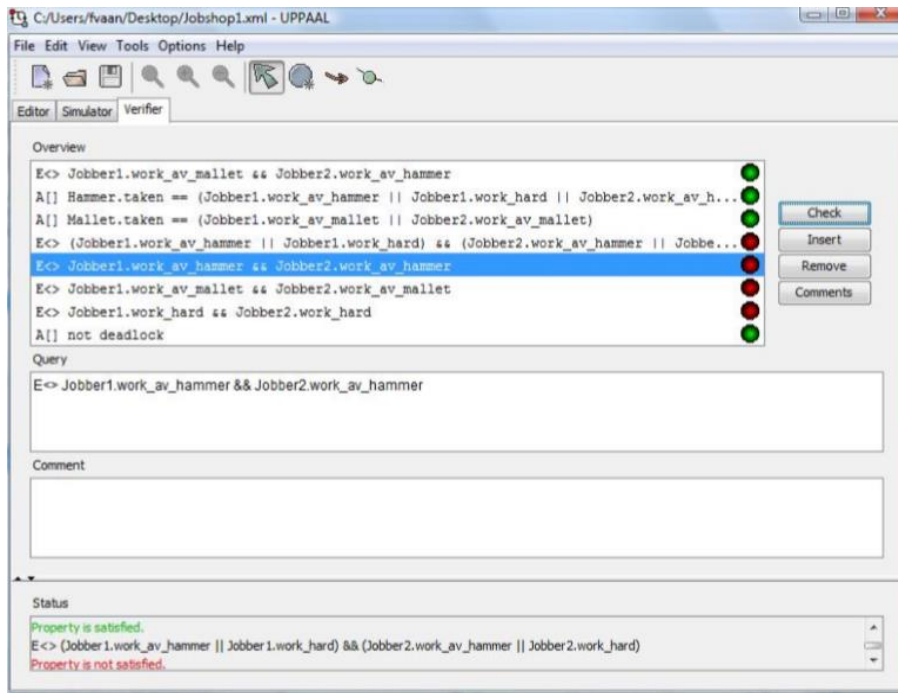 C:/Users/fvaan/Desktop/Jobshop1.xml - UPPAAL
File Edit View Tools Options Help
Editor Simulator Verifier
Overview
E<> Jobber1.work_av_mallet && Jobber2.work_av_hammer
A[] Hammer.taken == (Jobber1.work_av_hammer || Jobber1.work_hard || Jobber2.work_av_h...
A[] Mallet.taken == (Jobber1.work_av_mallet || Jobber2.work_av_mallet)
E<> (Jobber1.work_av_hammer || Jobber1.work_hard) && (Jobber2.work_av_hammer || Jobbe...
E<> Jobber1.work_av_hammer && Jobber2.work_av_hammer
E<> Jobber1.work_av_mallet && Jobber2.work_av_mallet
E<> Jobber1.work_hard && Jobber2.work_hard
A[] not deadlock
Check
Insert
Remove
Comments
Query
E<> Jobber1.work_av_hammer && Jobber2.work_av_hammer
Comment
Status
Property is satisfied.
E<> (Jobber1.work_av_hammer || Jobber1.work_hard) && (Jobber2.work_av_hammer || Jobber2.work_hard)
Property is not satisfied.